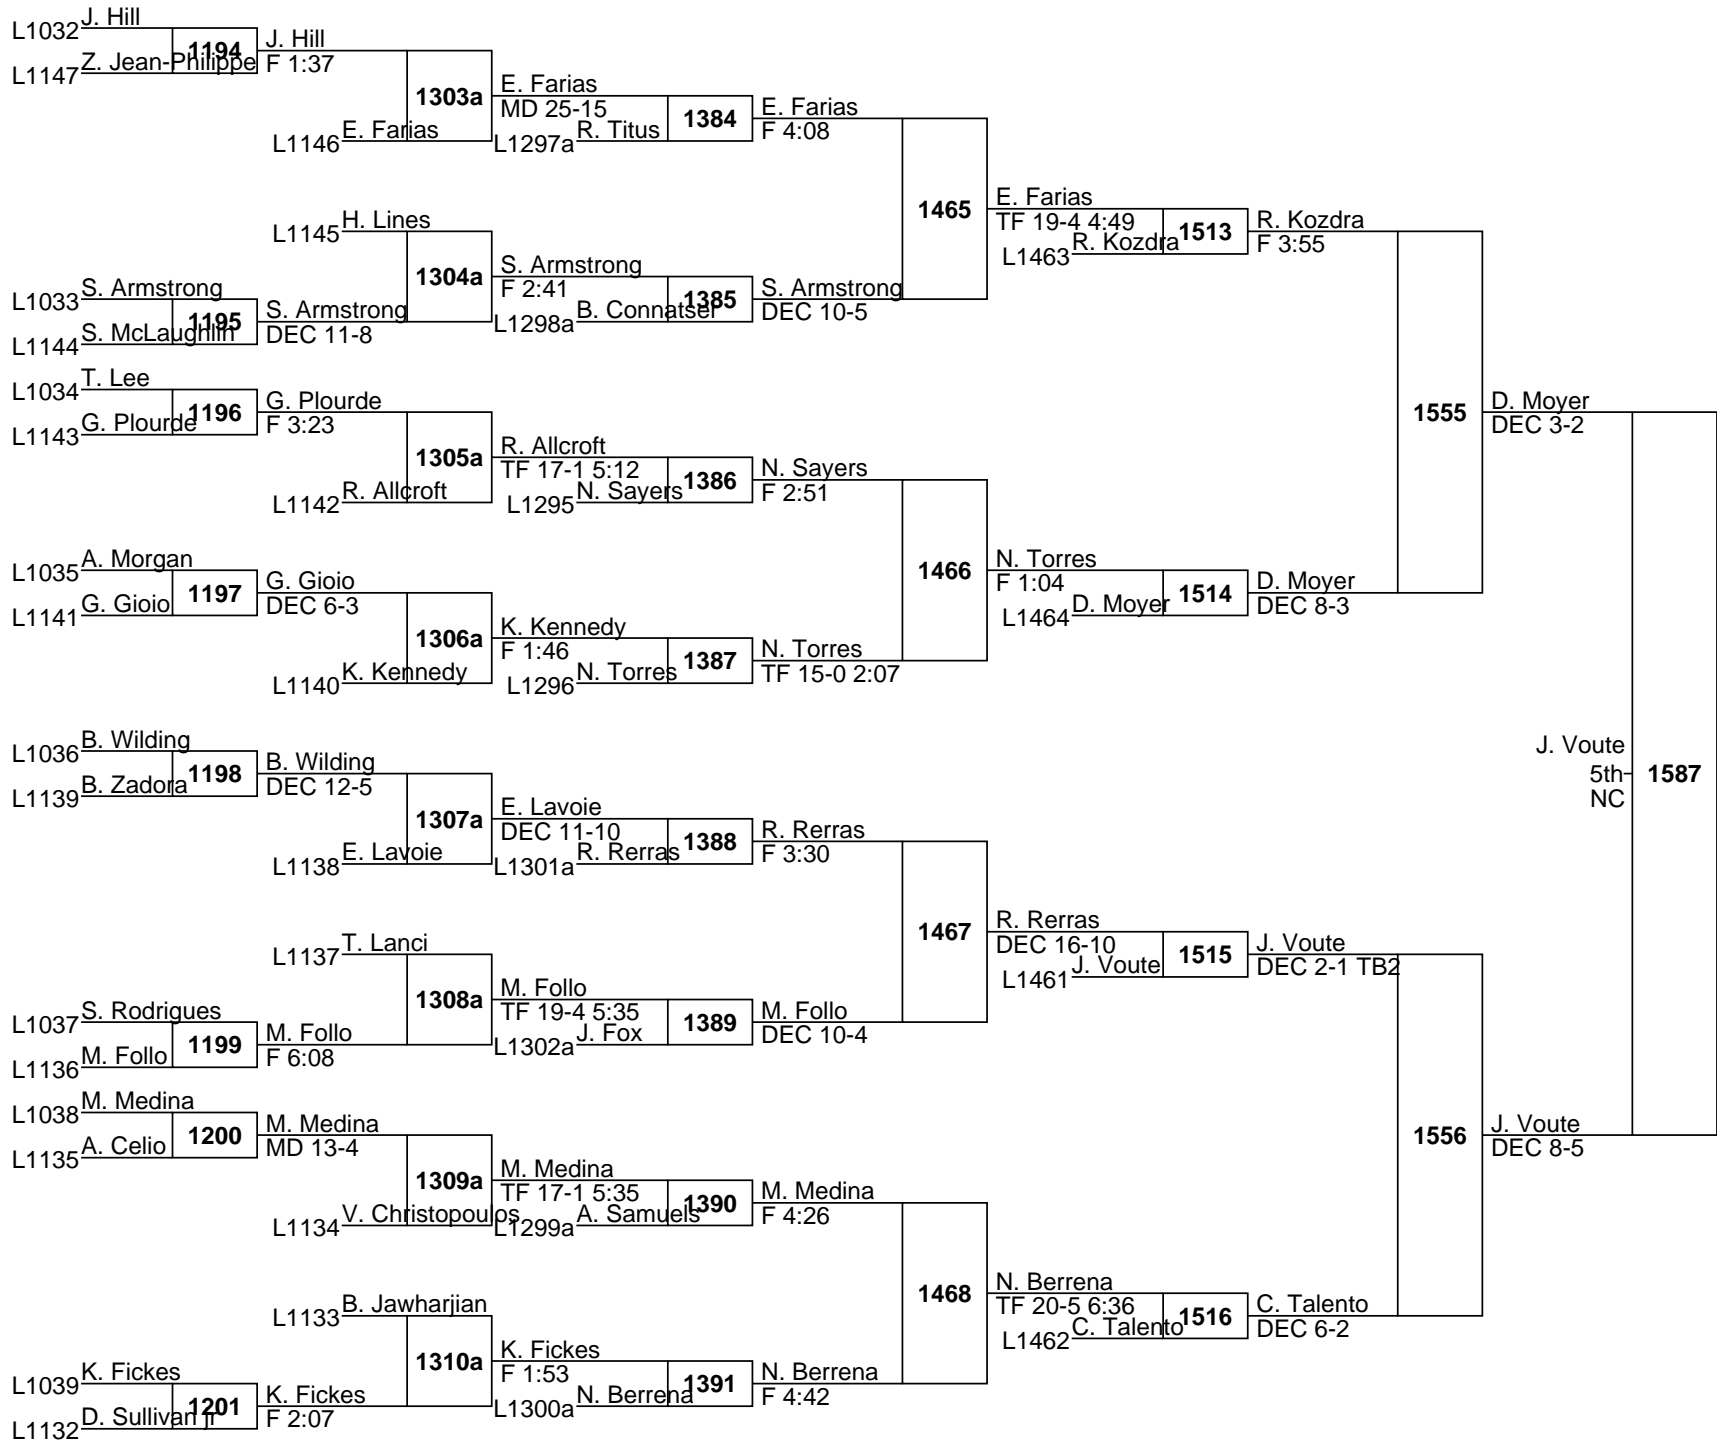 J. Hill
L1032
1194
Z. Jean-Philippe
L1147
J. Hill
F 1:37
1303a
E. Farias
L1146
E. Farias
MD 25-15
1384
R. Titus
L1297a
E. Farias
F 4:08
1465
H. Lines
L1145
1304a
S. Armstrong
L1033
1195
S. McLaughlin
L1144
S. Armstrong
DEC 11-8
S. Armstrong
F 2:41
1385
B. Connatser
L1298a
S. Armstrong
DEC 10-5
E. Farias
TF 19-4 4:49
1513
R. Kozdra
L1463
R. Kozdra
F 3:55
1555
T. Lee
L1034
1196
G. Plourde
L1143
G. Plourde
F 3:23
1305a
R. Allcroft
L1142
R. Allcroft
TF 17-1 5:12
1386
N. Sayers
L1295
N. Sayers
F 2:51
1466
A. Morgan
L1035
1197
G. Gioio
L1141
G. Gioio
DEC 6-3
1306a
K. Kennedy
L1140
K. Kennedy
F 1:46
1387
N. Torres
L1296
N. Torres
TF 15-0 2:07
N. Torres
F 1:04
1514
D. Moyer
L1464
D. Moyer
DEC 8-3
D. Moyer
DEC 3-2
1587
J. Voute
5th
NC
B. Wilding
L1036
1198
B. Zadora
L1139
B. Wilding
DEC 12-5
1307a
E. Lavoie
L1138
E. Lavoie
DEC 11-10
1388
R. Rerras
L1301a
R. Rerras
F 3:30
1467
T. Lanci
L1137
1308a
S. Rodrigues
L1037
1199
M. Follo
L1136
M. Follo
F 6:08
M. Follo
TF 19-4 5:35
1389
J. Fox
L1302a
M. Follo
DEC 10-4
R. Rerras
DEC 16-10
1515
J. Voute
L1461
J. Voute
DEC 2-1 TB2
1556
M. Medina
L1038
1200
A. Celio
L1135
M. Medina
MD 13-4
1309a
V. Christopoulos
L1134
M. Medina
TF 17-1 5:35
1390
A. Samuels
L1299a
M. Medina
F 4:26
1468
B. Jawharjian
L1133
1310a
K. Fickes
L1039
1201
D. Sullivan jr
L1132
K. Fickes
F 2:07
K. Fickes
F 1:53
1391
N. Berrena
L1300a
N. Berrena
F 4:42
N. Berrena
TF 20-5 6:36
1516
C. Talento
L1462
C. Talento
DEC 6-2
J. Voute
DEC 8-5